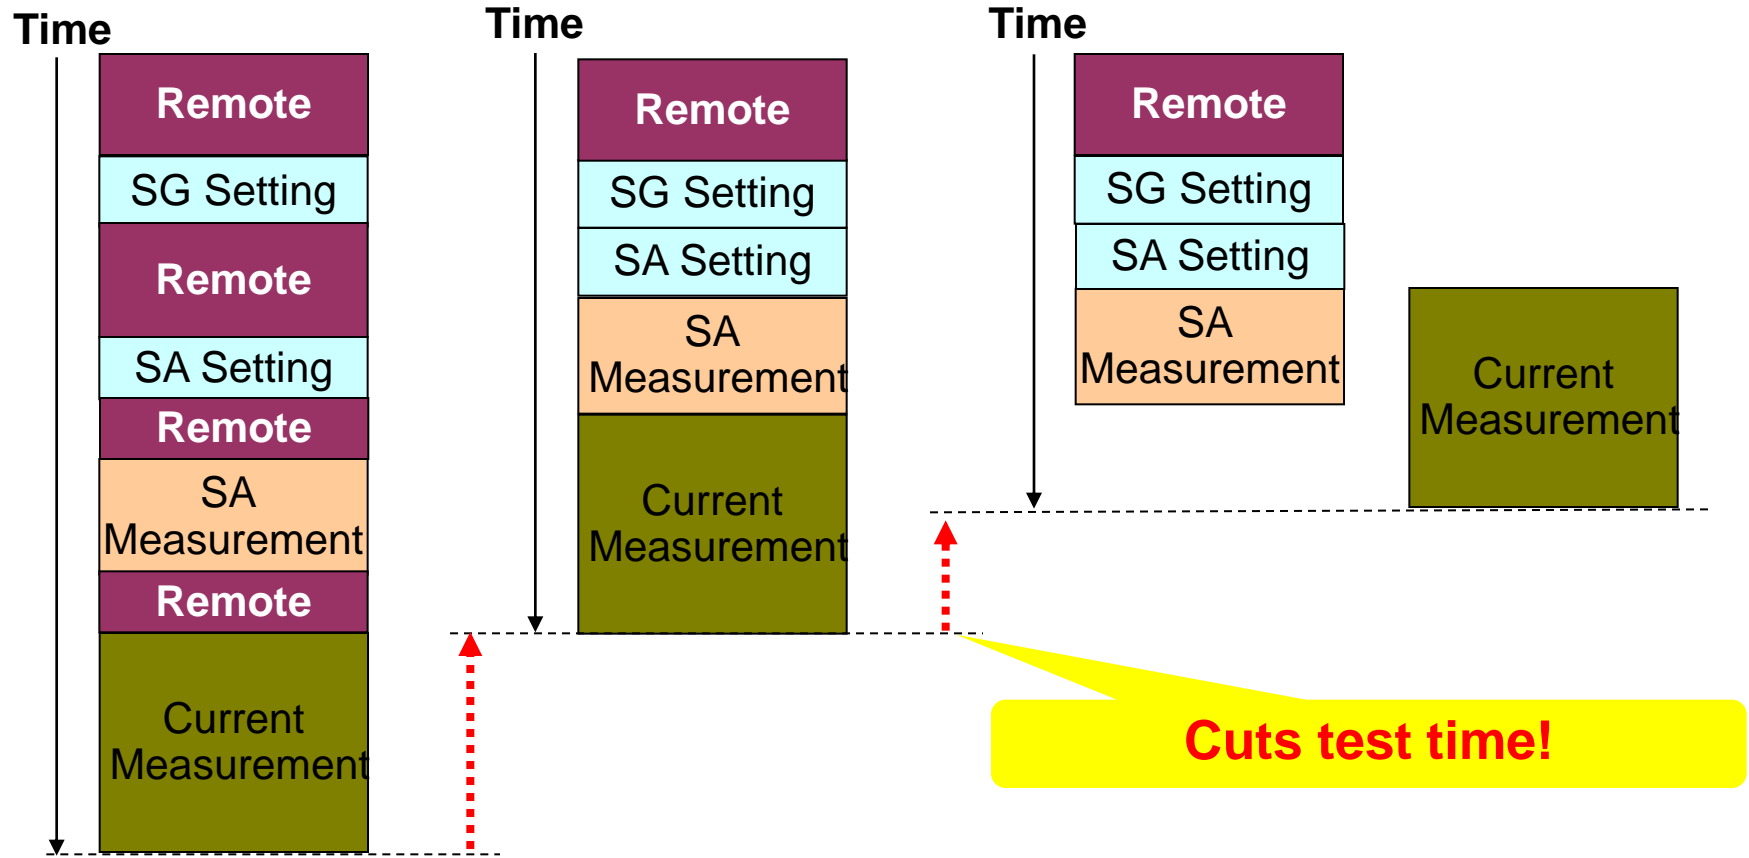 Time
Remote
SG Setting
Remote
SA Setting
Remote
SA
Measurement
Remote
Current
Measurement
Time
Remote
SG Setting
SA Setting
SA
Measurement
Current
Measurement
Time
Remote
SG Setting
SA Setting
SA
Measurement
Current
Measurement
Cuts test time!